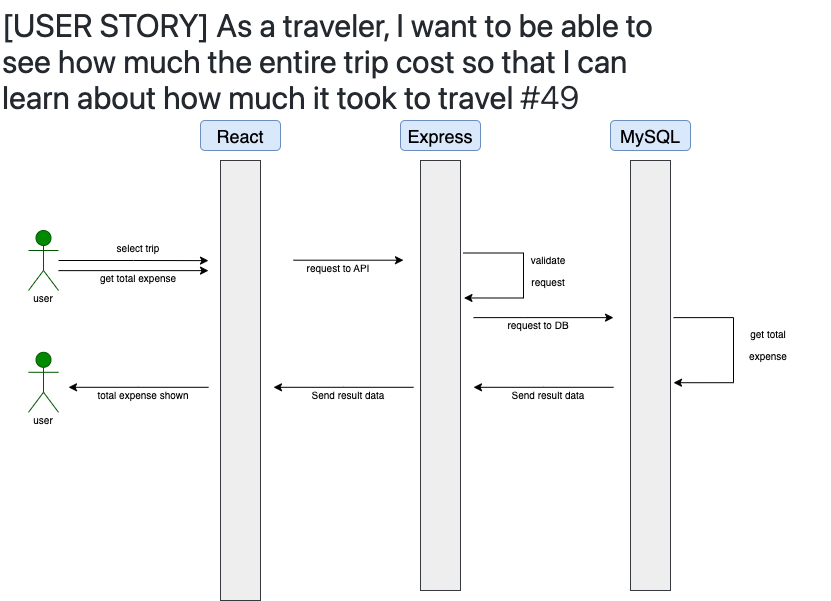 [USER STORY] As a traveler, I want to be able to
see how much the entire trip cost so that I can
learn about how much it took to travel #49
React
Express
MySQL
select trip
get total expense
user
request to API
validate
request
request to DB
get total
expense
total expense shown
Send result data
Send result data
user